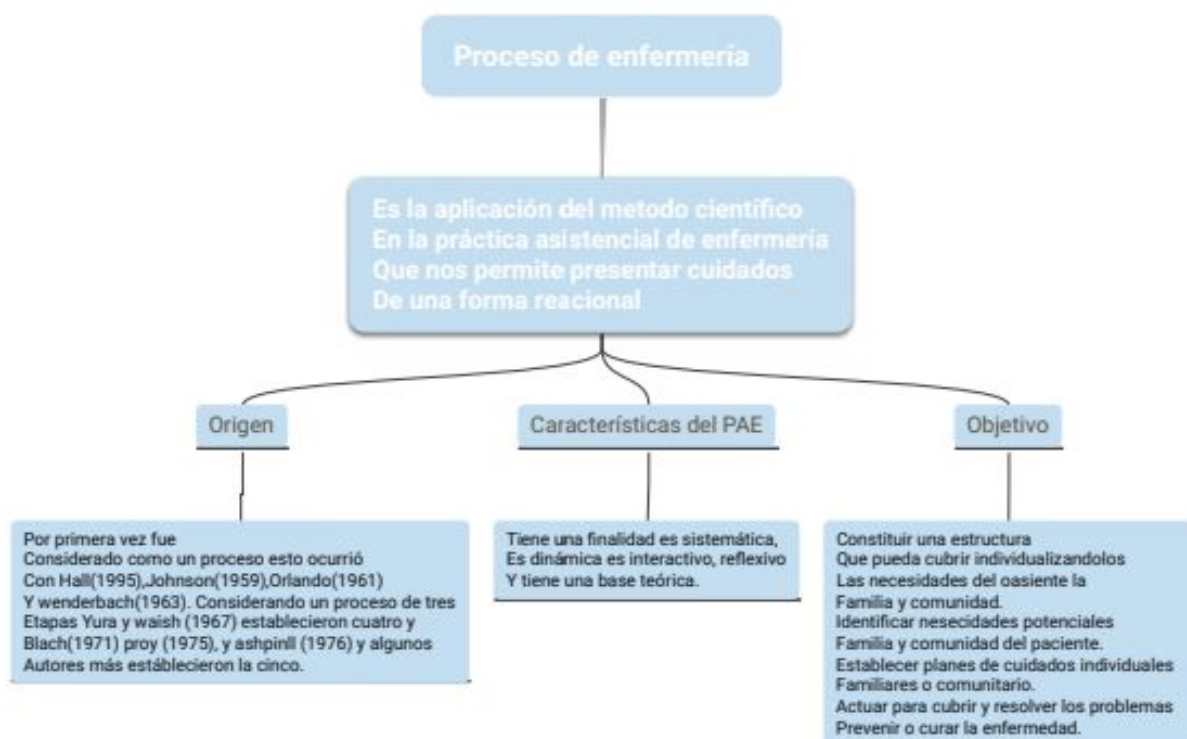 Proceso de enfermería
Es la aplicación del metodo científico
En la práctica asistencial de enfermería
Que nos permite presentar cuidados
De una forma reacional
Origen
Por primera vez fue
Considerado como un proceso esto ocurrió
Con Hall(1995),Johnson(1959),Orlando(1961)
Y wenderbach(1963). Considerando un proceso de tres
Etapas Yura y waish (1967) establecieron cuatro y
Blach(1971) proy (1975), y ashpinll (1976) y algunos
Autores más estáblecieron la cinco.
Características del PAE
Tiene una finalidad es sistemática,
Es dinámica es interactivo, reflexivo
Y tiene una base teórica.
Objetivo
Constituir una estructura
Que pueda cubrir individualizandolos
Las necesidades del oasiente la
Familia y comunidad.
Identificar nesecidades potenciales
Familia y comunidad del paciente.
Establecer planes de cuidados individuales
Familiares o comunitario.
Actuar para cubrir y resolver los problemas
Prevenir o curar la enfermedad.